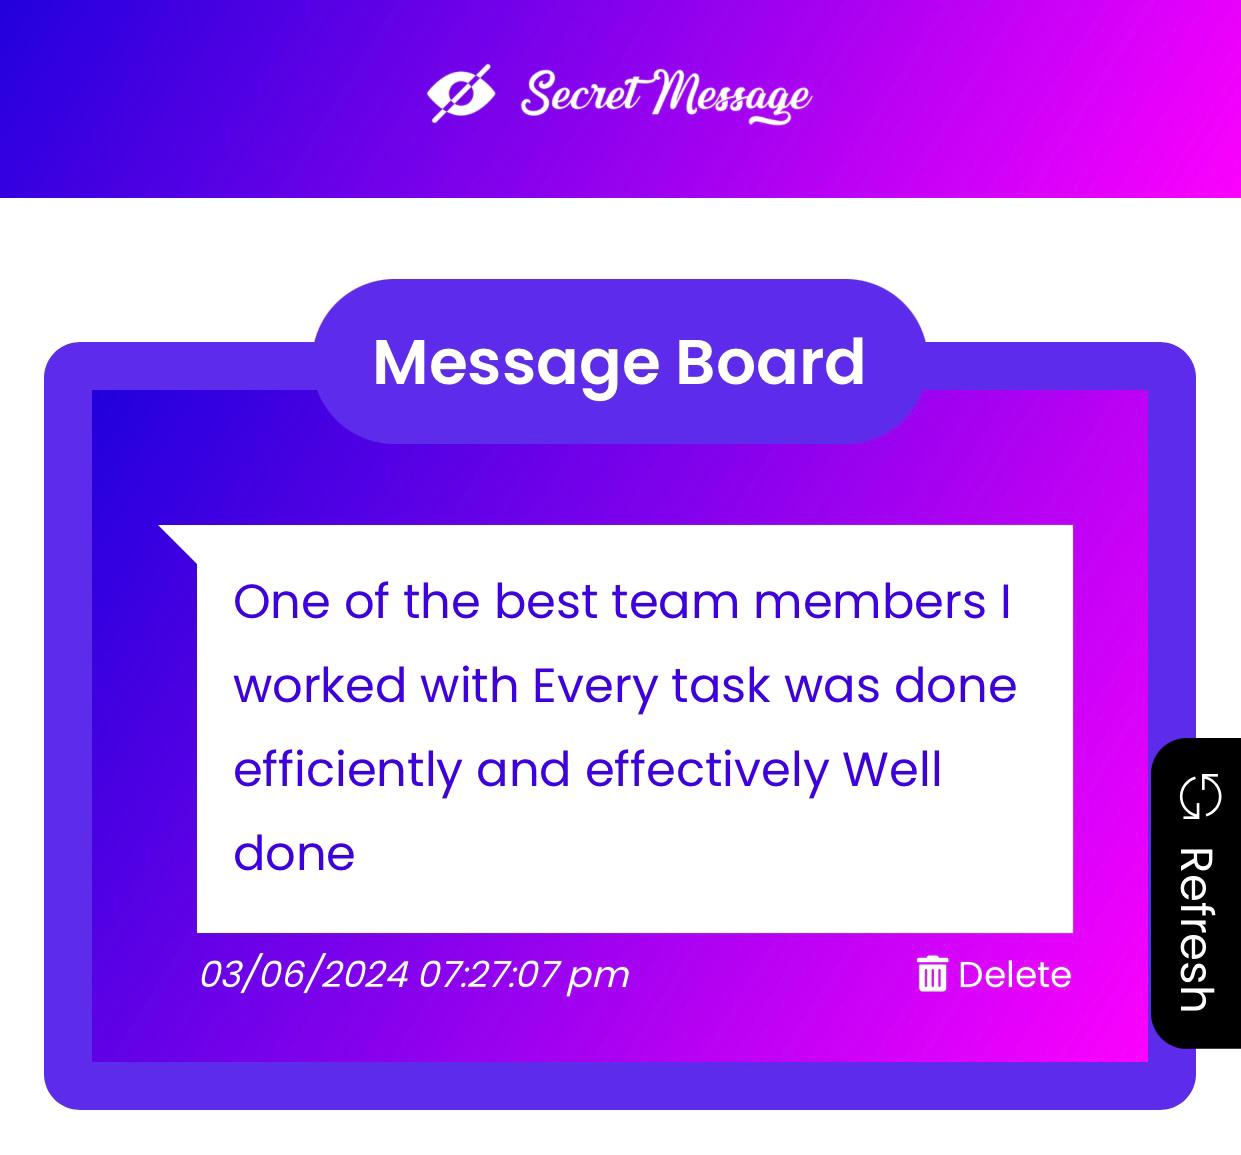 Secret Message
Message Board
One of the best team members I
worked with Every task was done
efficiently and effectively Well
done
03/06/2024 07:27:07 pm
Delete
Refresh